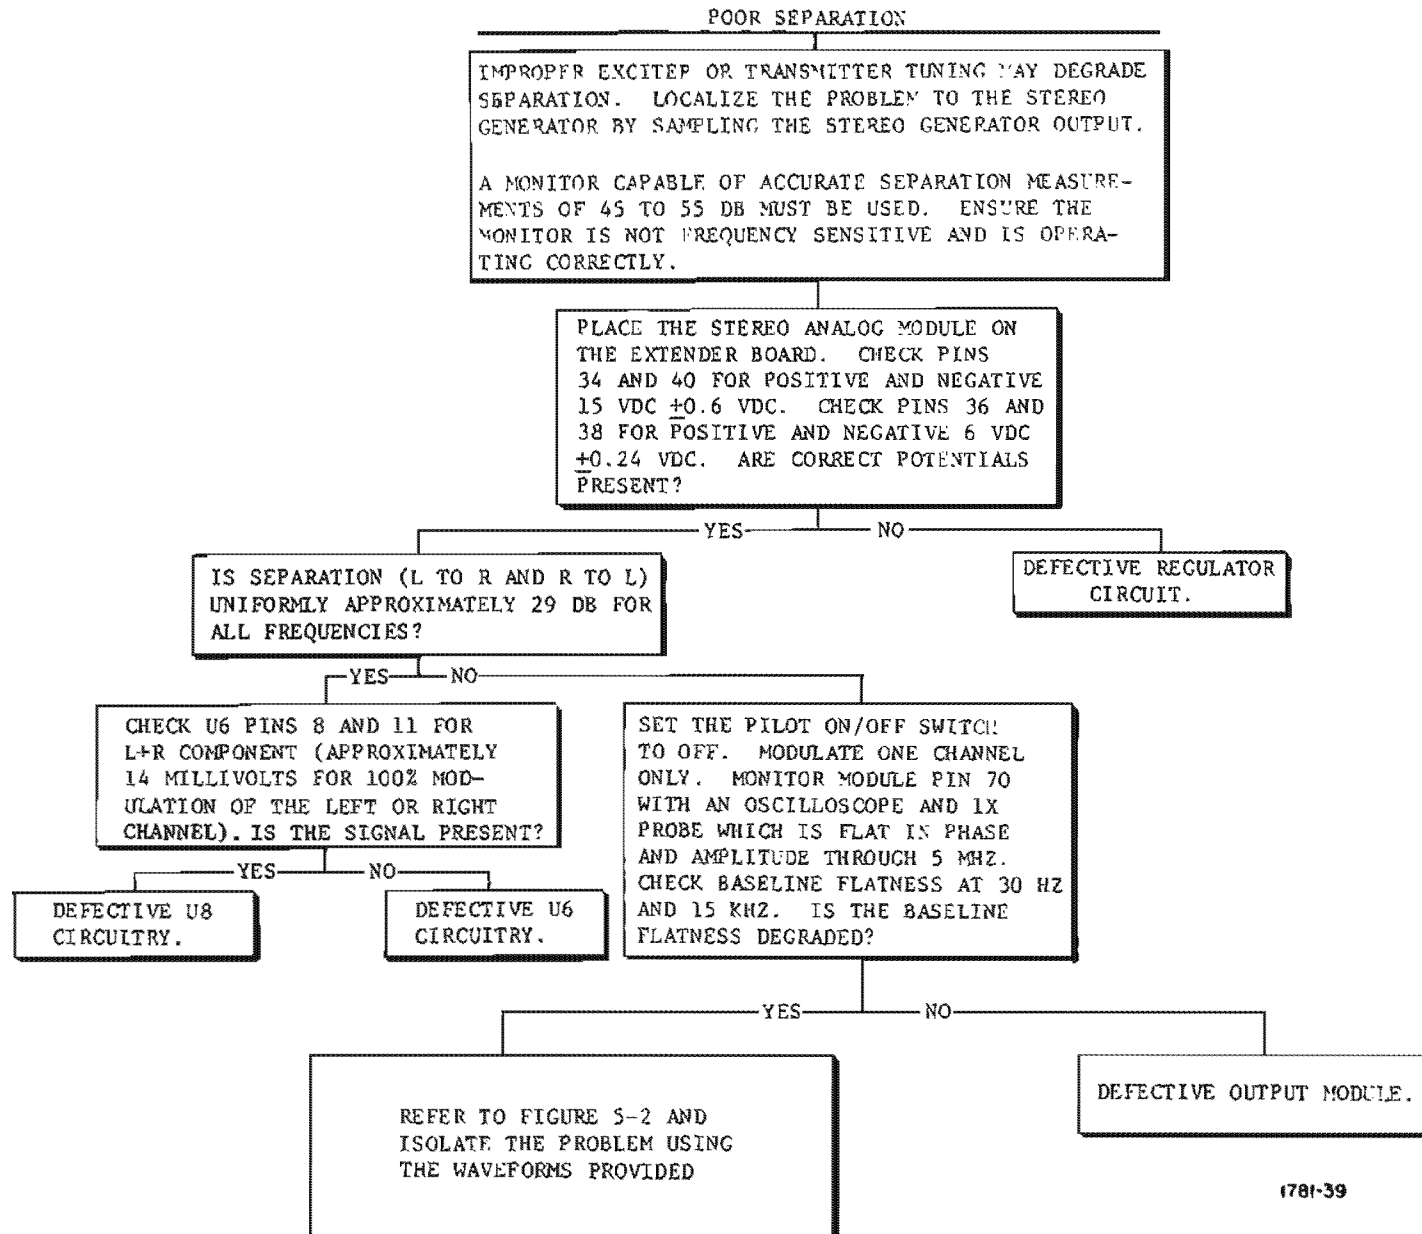 POOR SEPARATION
IMPROPER EXCITER OR TRANSMITTER TUNING MAY DEGRADE
SEPARATION. LOCALIZE THE PROBLEM TO THE STEREO
GENERATOR BY SAMPLING THE STEREO GENERATOR OUTPUT.
A MONITOR CAPABLE OF ACCURATE SEPARATION MEASURE-
MENTS OF 45 TO 55 DB MUST BE USED. ENSURE THE
MONITOR IS NOT FREQUENCY SENSITIVE AND IS OPERA-
TING CORRECTLY.
PLACE THE STEREO ANALOG MODULE ON
THE EXTENDER BOARD. CHECK PINS
34 AND 40 FOR POSITIVE AND NEGATIVE
15 VDC ±0.6 VDC. CHECK PINS 36 AND
38 FOR POSITIVE AND NEGATIVE 6 VDC
±0.24 VDC. ARE CORRECT POTENTIALS
PRESENT?
YES NO
IS SEPARATION (L TO R AND R TO L)
UNIFORMLY APPROXIMATELY 29 DB FOR
ALL FREQUENCIES?
DEFECTIVE REGULATOR
CIRCUIT.
YES NO
CHECK U6 PINS 8 AND 11 FOR
L+R COMPONENT (APPROXIMATELY
14 MILLIVOLTS FOR 100% MOD-
ULATION OF THE LEFT OR RIGHT
CHANNEL). IS THE SIGNAL PRESENT?
SET THE PILOT ON/OFF SWITCH
TO OFF. MODULATE ONE CHANNEL
ONLY. MONITOR MODULE PIN 70
WITH AN OSCILLOSCOPE AND 1X
PROBE WHICH IS FLAT IN PHASE
AND AMPLITUDE THROUGH 5 MHZ.
CHECK BASELINE FLATNESS AT 30 HZ
AND 15 KHZ. IS THE BASELINE
FLATNESS DEGRADED?
YES NO
DEFECTIVE U8
CIRCUITRY.
DEFECTIVE U6
CIRCUITRY.
YES NO
REFER TO FIGURE 5-2 AND
ISOLATE THE PROBLEM USING
THE WAVEFORMS PROVIDED
DEFECTIVE OUTPUT MODULE.
1781-39